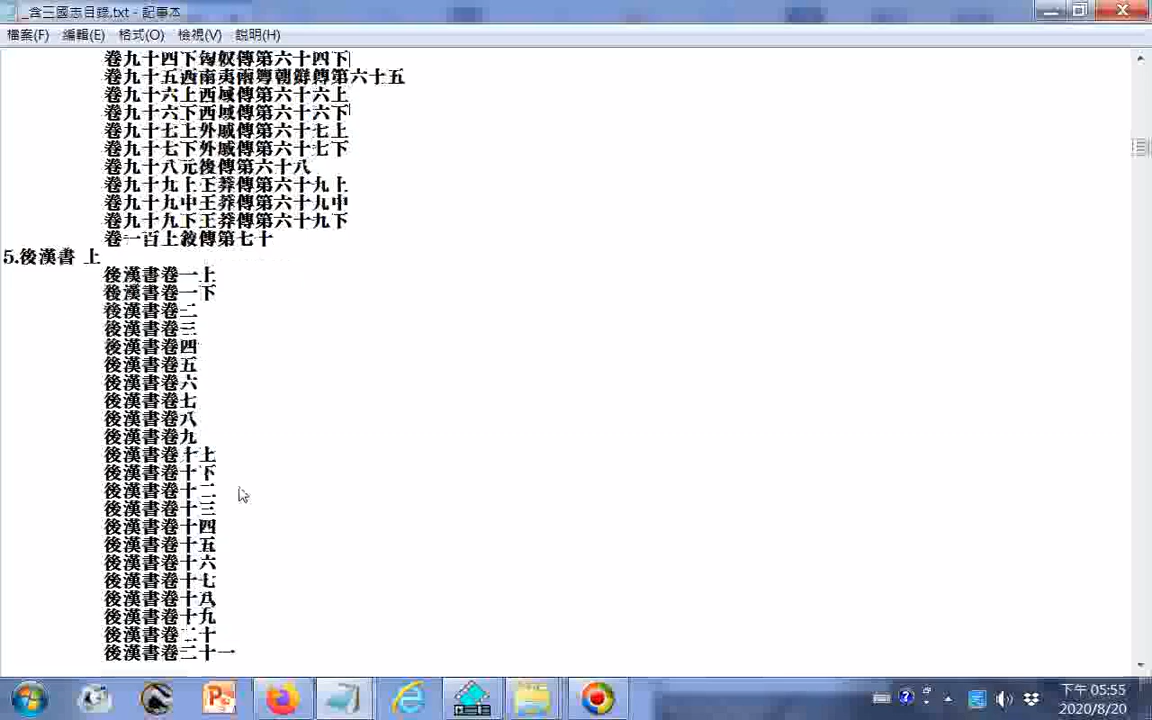 _含三國志目錄.txt - 記事本
檔案(F) 編輯(E) 格式(O) 檢視(V) 說明(H)
卷九十四下匈奴傳第六十四下
卷九十五西南夷兩粵朝鮮傳第六十五
卷九十六上西域傳第六十六上
卷九十六下西域傳第六十六下
卷九十七上外戚傳第六十七上
卷九十七下外戚傳第六十七下
卷九十八元後傳第六十八
卷九十九上王莽傳第六十九上
卷九十九中王莽傳第六十九中
卷九十九下王莽傳第六十九下
卷一百上敘傳第七十
5.後漢書 上
後漢書卷一上
後漢書卷一下
後漢書卷二
後漢書卷三
後漢書卷四
後漢書卷五
後漢書卷六
後漢書卷七
後漢書卷八
後漢書卷九
後漢書卷十上
後漢書卷十下
後漢書卷十二
後漢書卷十三
後漢書卷十四
後漢書卷十五
後漢書卷十六
後漢書卷十七
後漢書卷十八
後漢書卷十九
後漢書卷二十
後漢書卷二十一
下午 05:55
2020/8/20